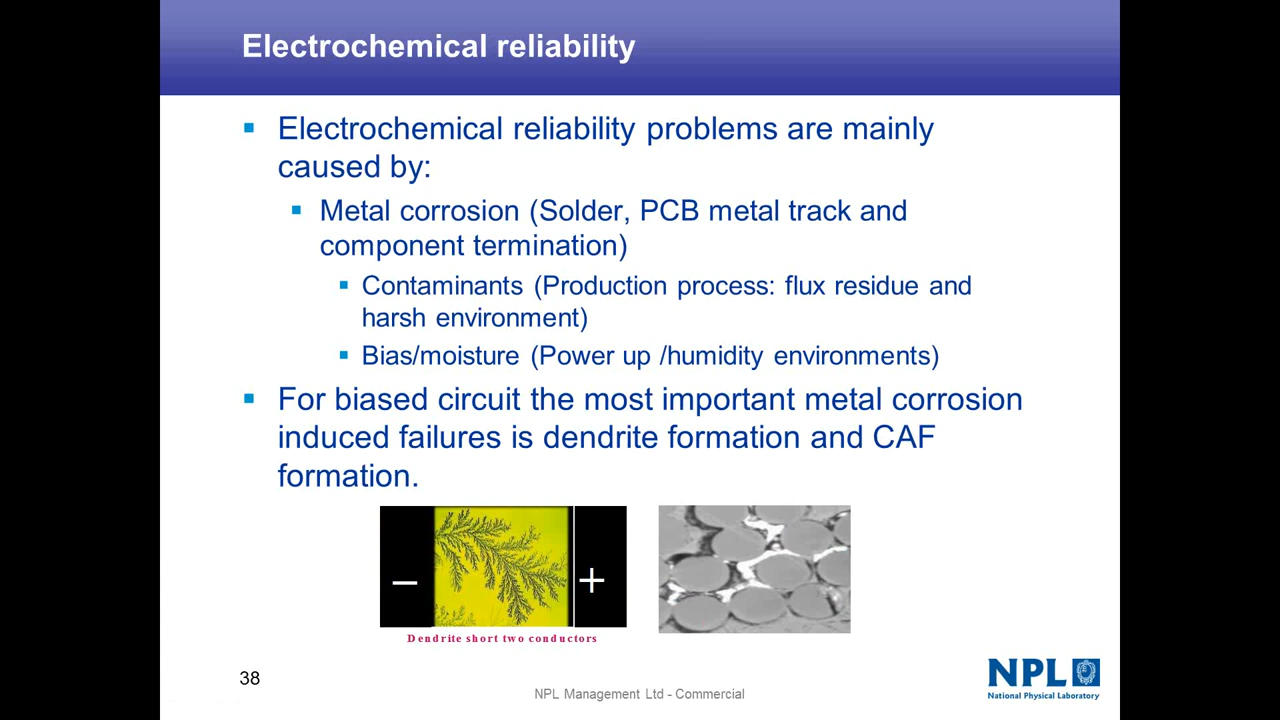 Electrochemical reliability
Electrochemical reliability problems are mainly
caused by:
Metal corrosion (Solder, PCB metal track and
component termination)
Contaminants (Production process: flux residue and
harsh environment)
Bias/moisture (Power up /humidity environments)
For biased circuit the most important metal corrosion
induced failures is dendrite formation and CAF
formation.
– +
Dendrite short two conductors
38
NPL Management Ltd - Commercial
NPL
National Physical Laboratory